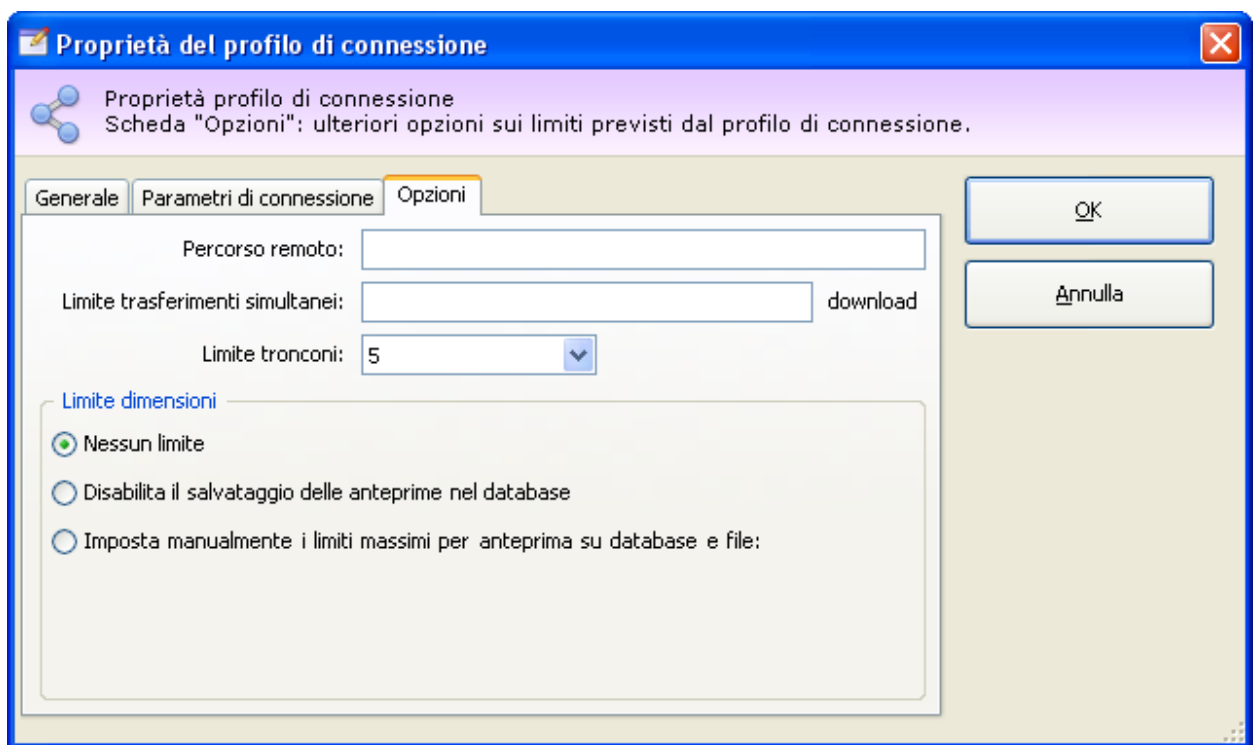 Proprietà del profilo di connessione
Proprietà profilo di connessione
Scheda "Opzioni": ulteriori opzioni sui limiti previsti dal profilo di connessione.
Generale
Parametri di connessione
Opzioni
OK
Annulla
Percorso remoto:
Limite trasferimenti simultanei:
download
Limite tronconi:
5
Limite dimensioni
Nessun limite
Disabilita il salvataggio delle anteprime nel database
Imposta manualmente i limiti massimi per anteprima su database e file: